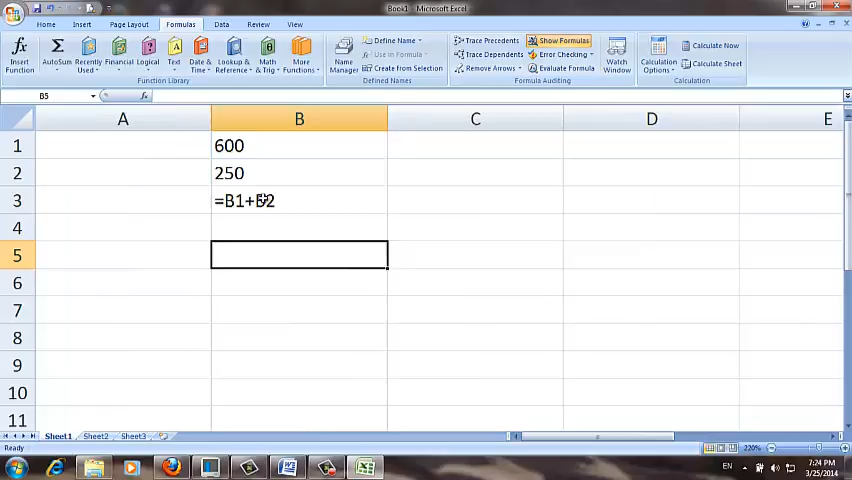 Book1 - Microsoft Excel
Home Insert Page Layout Formulas Data Review View
fx Σ A θ
Insert Function
AutoSum
Recently Used
Financial
Logical
Text
Date & Time
Lookup & Reference
Math & Trig
More Functions
Function Library
Name Manager
Define Name
Use in Formula
Create from Selection
Defined Names
Trace Precedents
Trace Dependents
Remove Arrows
Show Formulas
Error Checking
Evaluate Formula
Formula Auditing
Watch Window
Calculation Options
Calculate Now
Calculate Sheet
Calculation
B5 fx
A B C D E
1 600
2 250
3 =B1+B2
4
5
6
7
8
9
10
11
Sheet1 Sheet2 Sheet3
Ready 220%
EN 7:24 PM
3/25/2014